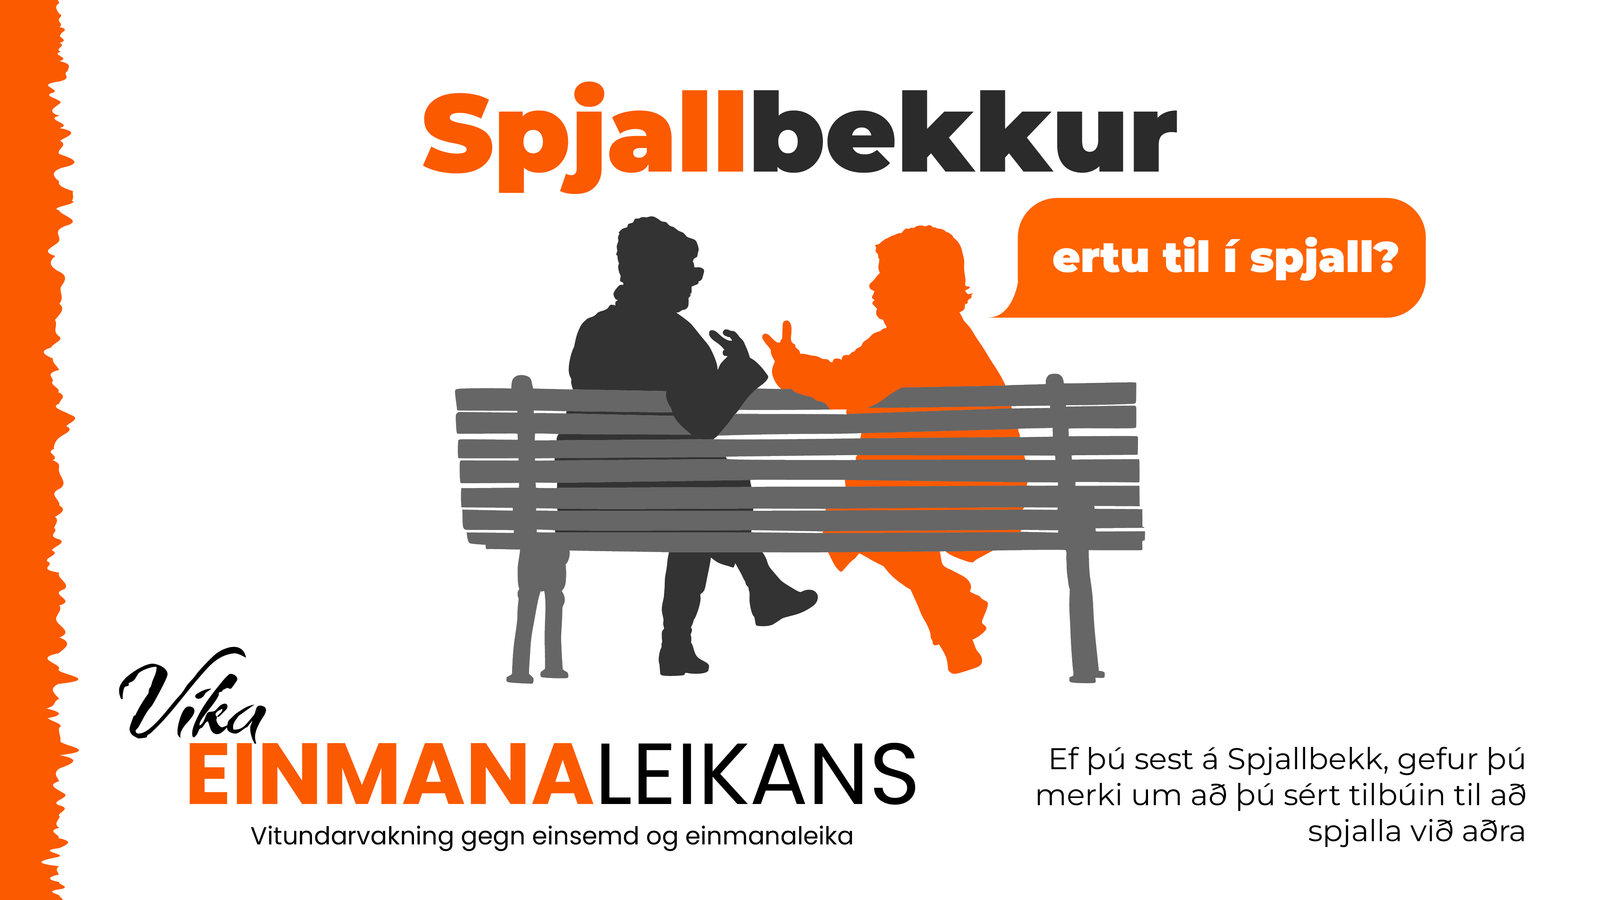 Spjallbekkur
ertu til í spjall?
Vika
EINMANALEIKANS
Vitundarvakning gegn einsemd og einmanaleika
Ef þú sest á Spjallbekk, gefur þú
merki um að þú sért tilbúin til að
spjalla við aðra